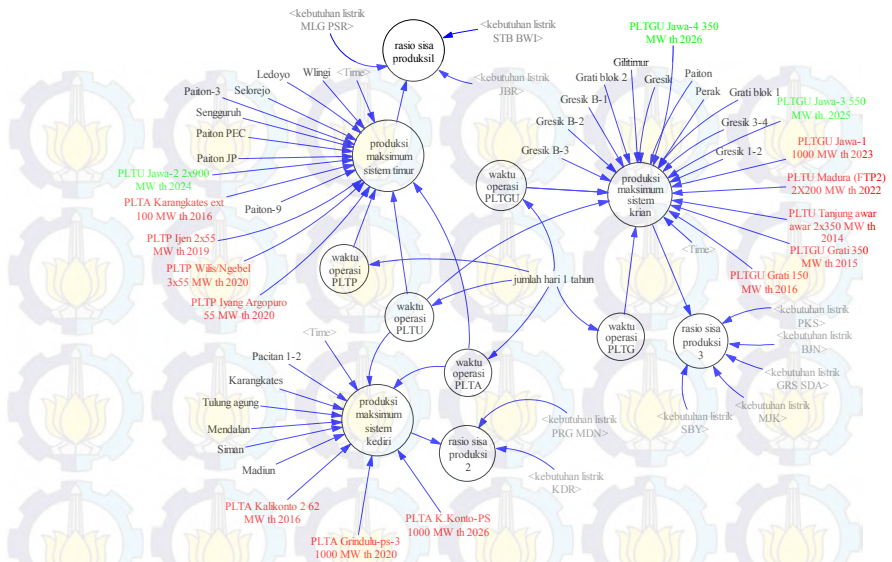 <kebutuhan listrik
MLG PSR>
rasio sisa
produksi1
<kebutuhan listrik
STB BWI>
<kebutuhan listrik
JBR>
<Time>
Wlingi
Ledoyo
Selorejo
Paiton-3
Sengguruh
Paiton PEC
Paiton JP
PLTU Jawa-2 2x900
MW th 2024
PLTA Karangkates ext
100 MW th 2016
Paiton-9
PLTP Ijen 2x55
MW th 2019
PLTP Wilis/Ngebel
3x55 MW th 2020
PLTP Iyang Argopuro
55 MW th 2020
produksi
maksimum
sistem timur
waktu
operasi
PLTP
waktu
operasi
PLTU
waktu
operasi
PLTA
waktu
operasi
PLTGU
waktu
operasi
PLTG
jumlah hari 1 tahun
PLTGU Jawa-4 350
MW th 2026
Gilitimur
Grati blok 2
Gresik
Paiton
Perak
Grati blok 1
Gresik B-1
Gresik B-2
Gresik B-3
Gresik 3-4
Gresik 1-2
PLTGU Jawa-3 550
MW th. 2025
PLTGU Jawa-1
1000 MW th 2023
PLTU Madura (FTP2)
2X200 MW th 2022
PLTU Tanjung awar
awar 2x350 MW th
2014
PLTGU Grati 350
MW th 2015
PLTGU Grati 150
MW th 2016
<Time>
produksi
maksimum
sistem
krian
rasio sisa
produksi
3
<kebutuhan listrik
PKS>
<kebutuhan listrik
BJN>
<kebutuhan listrik
GRS SDA>
<kebutuhan listrik
MJK>
<kebutuhan listrik
SBY>
<Time>
Pacitan 1-2
Karangkates
Tulung agung
Mendalan
Siman
Madiun
produksi
maksimum
sistem
kediri
PLTA Kalikonto 2 62
MW th 2016
PLTA Grindulu-ps-3
1000 MW th 2020
PLTA K.Konto-PS
1000 MW th 2026
rasio sisa
produksi
2
<kebutuhan listrik
PRG MDN>
<kebutuhan listrik
KDR>